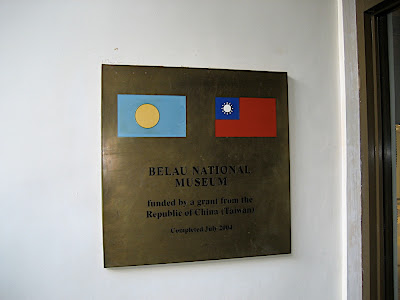 BELAU NATIONAL
MUSEUM
funded by a grant from the
Republic of China (Taiwan)
Completed July 2004